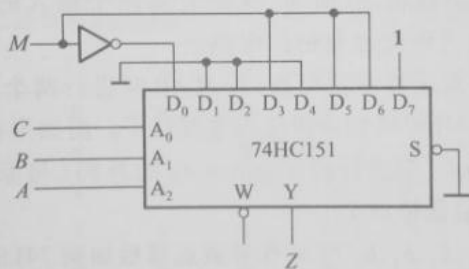 M
1
D₀ D₁ D₂ D₃ D₄ D₅ D₆ D₇
C
A₀
B
A₁
74HC151
S
A
A₂
W
Y
Z